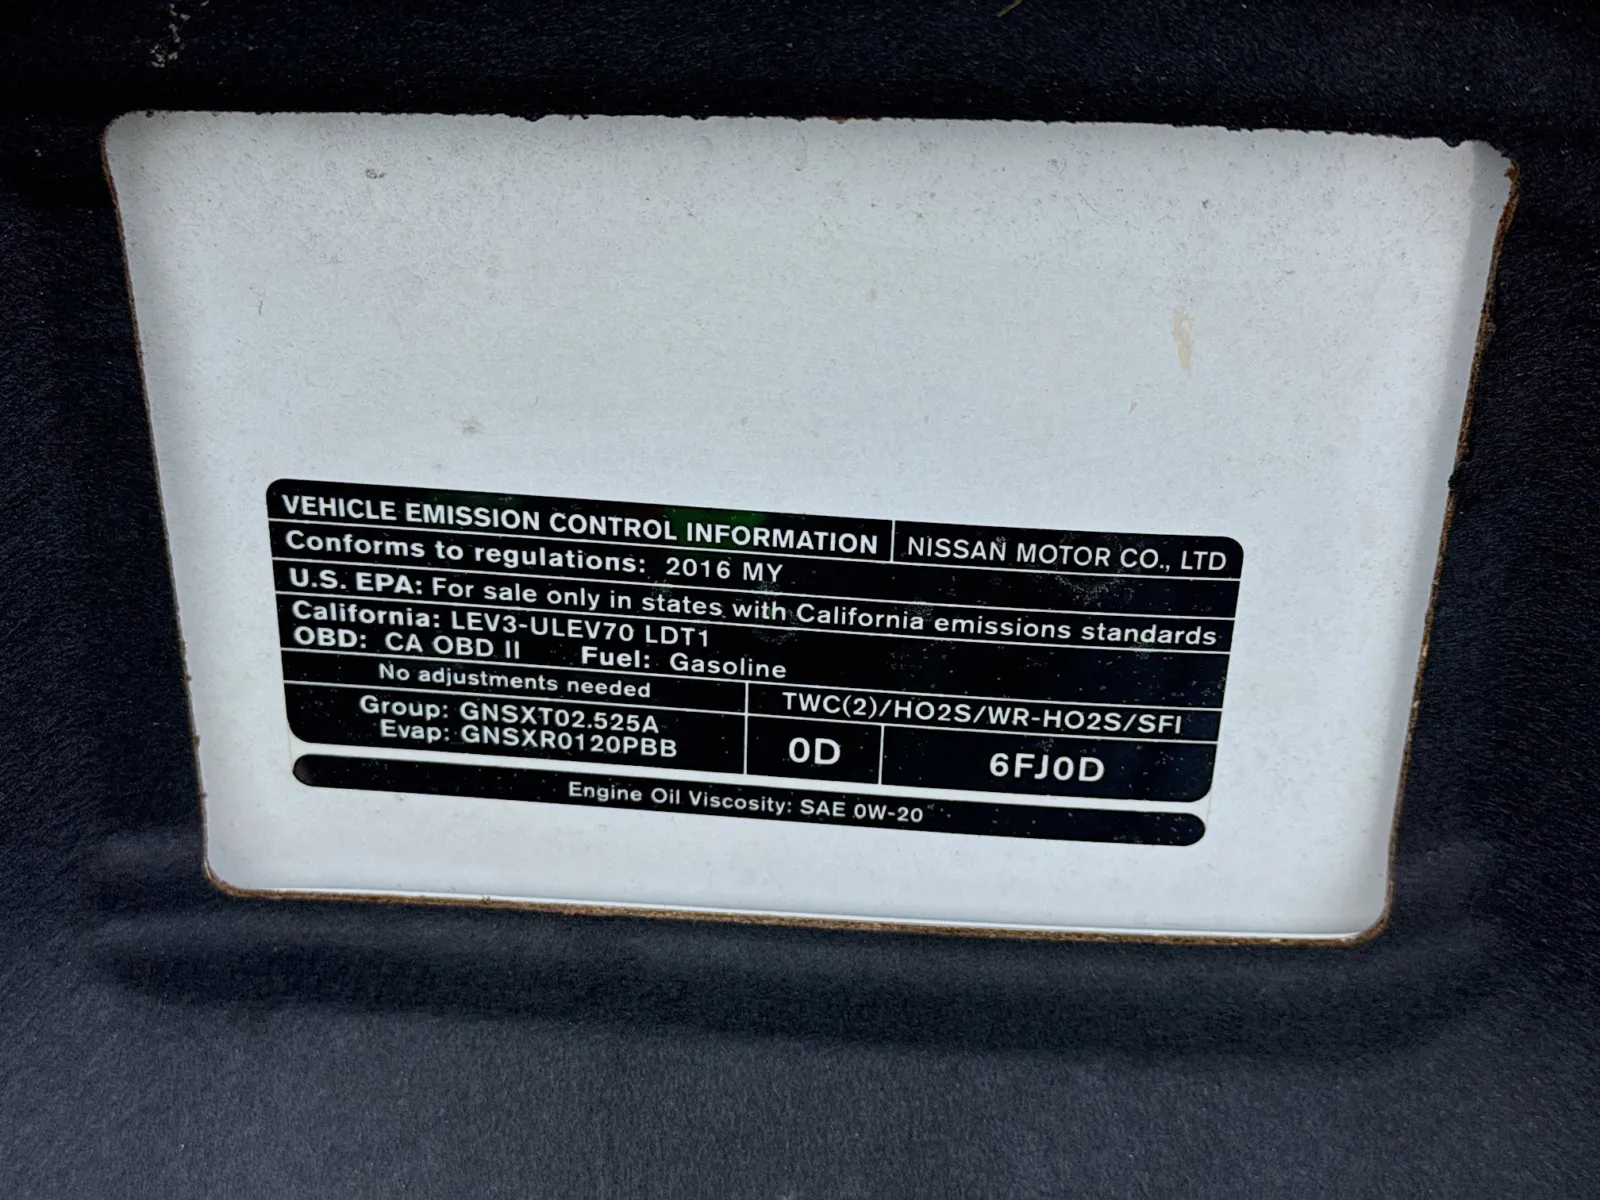 VEHICLE EMISSION CONTROL INFORMATION NISSAN MOTOR CO., LTD
Conforms to regulations: 2016 MY
U.S. EPA: For sale only in states with California emissions standards
California: LEV3-ULEV70 LDT1
OBD: CA OBD II Fuel: Gasoline
No adjustments needed
Group: GNSXT02.525A
Evap: GNSXR0120PBB
TWC(2)/HO2S/WR-HO2S/SFI
0D 6FJ0D
Engine Oil Viscosity: SAE 0W-20